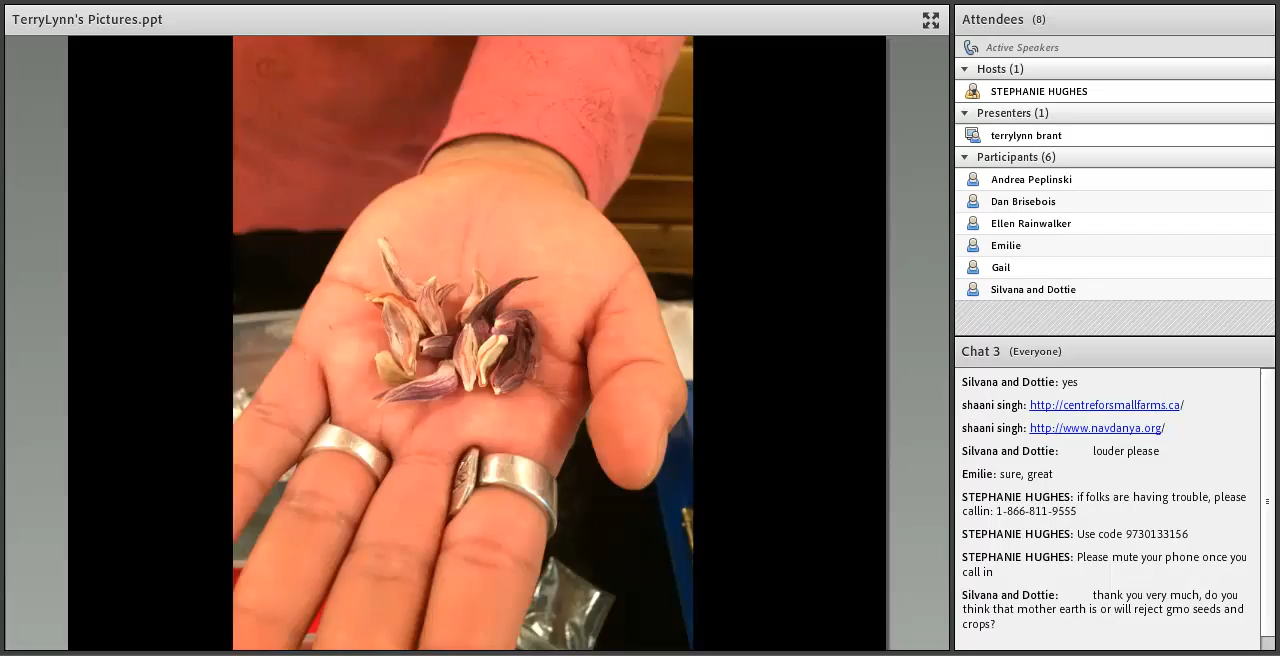 TerryLynn's Pictures.ppt
Attendees (8)
Active Speakers
Hosts (1)
STEPHANIE HUGHES
Presenters (1)
terrylynn brant
Participants (6)
Andrea Peplinski
Dan Brisebois
Ellen Rainwalker
Emilie
Gail
Silvana and Dottie
Chat 3 (Everyone)
Silvana and Dottie: yes
shaani singh: http://centreforsmallfarms.ca/
shaani singh: http://www.navdanya.org/
Silvana and Dottie: louder please
Emilie: sure, great
STEPHANIE HUGHES: if folks are having trouble, please
callin: 1-866-811-9555
STEPHANIE HUGHES: Use code 9730133156
STEPHANIE HUGHES: Please mute your phone once you
call in
Silvana and Dottie: thank you very much, do you
think that mother earth is or will reject gmo seeds and
crops?